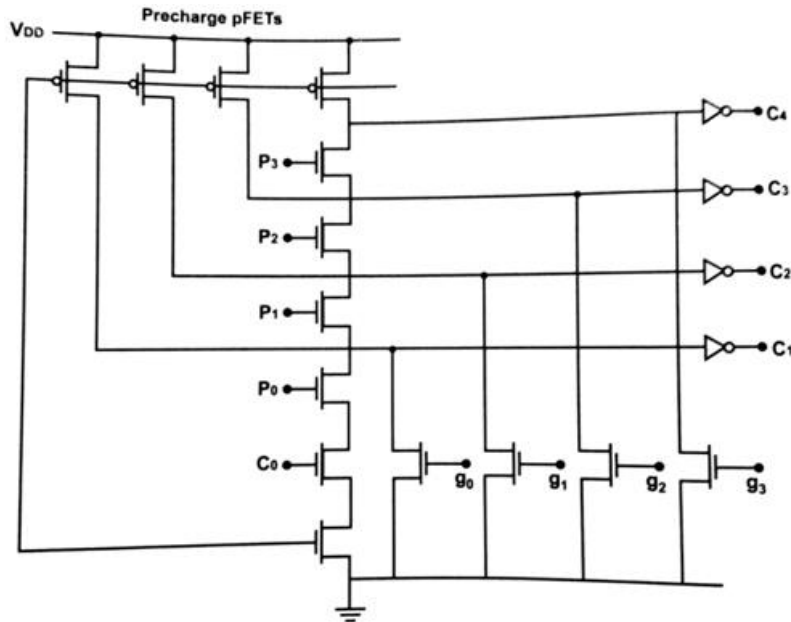 Precharge pFETs
VDD
C4
P3
C3
P2
C2
P1
C1
P0
C0
g0
g1
g2
g3